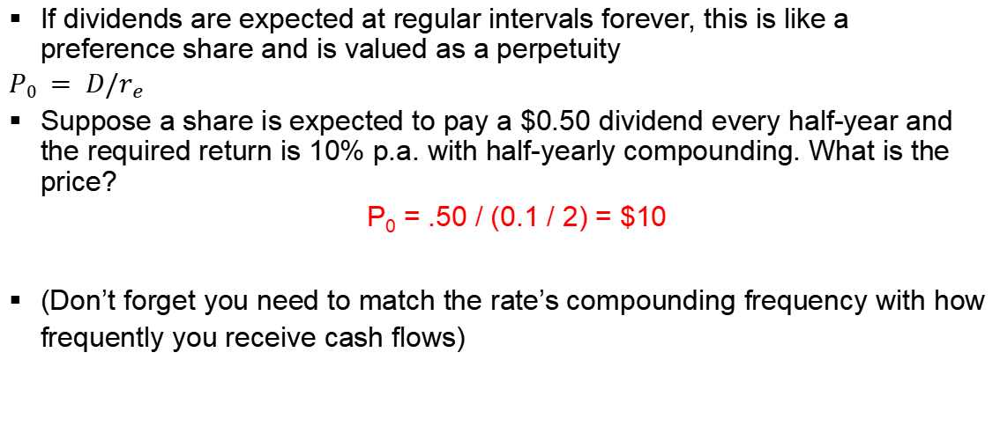 ▪ If dividends are expected at regular intervals forever, this is like a
preference share and is valued as a perpetuity
P₀ = D/rₑ
▪ Suppose a share is expected to pay a $0.50 dividend every half-year and
the required return is 10% p.a. with half-yearly compounding. What is the
price?
P₀ = .50 / (0.1 / 2) = $10
▪ (Don’t forget you need to match the rate’s compounding frequency with how
frequently you receive cash flows)